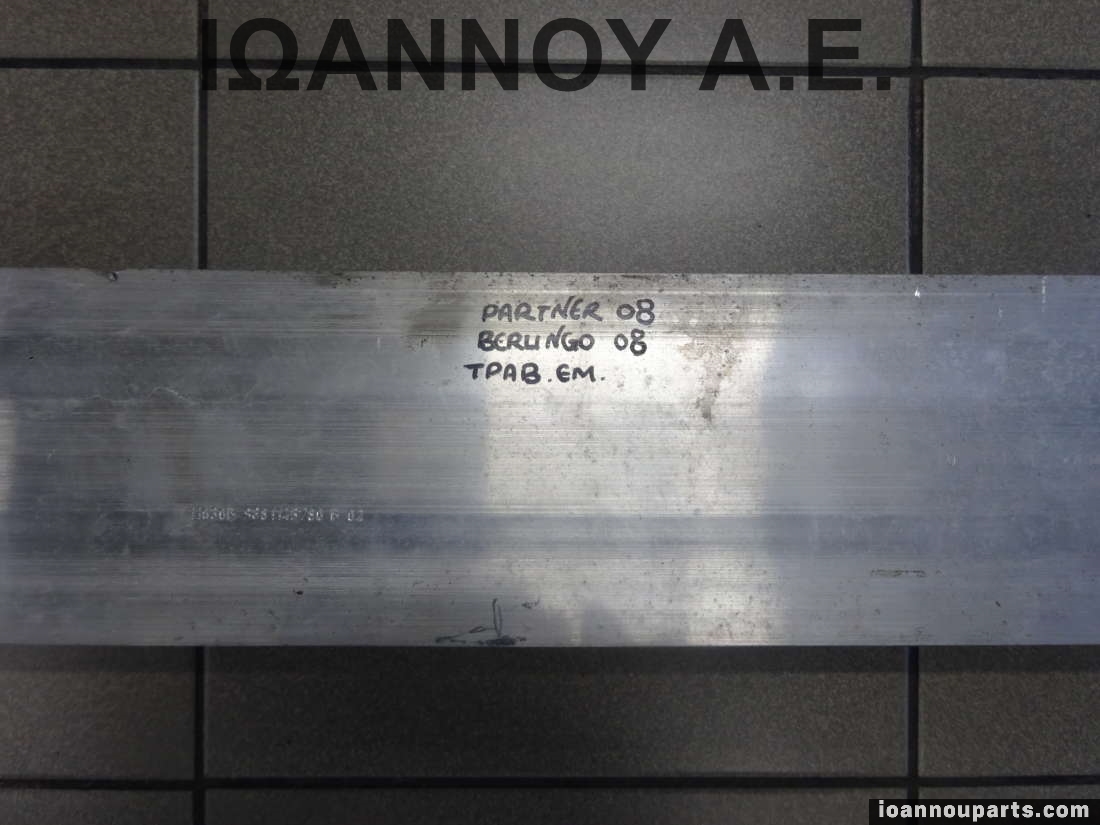 ΙΩΑΝΝΟΥ Α.Ε.
PARTNER 08
BERLINGO 08
ΤΡΑΒ. ΕΜ.
ioannouparts.com